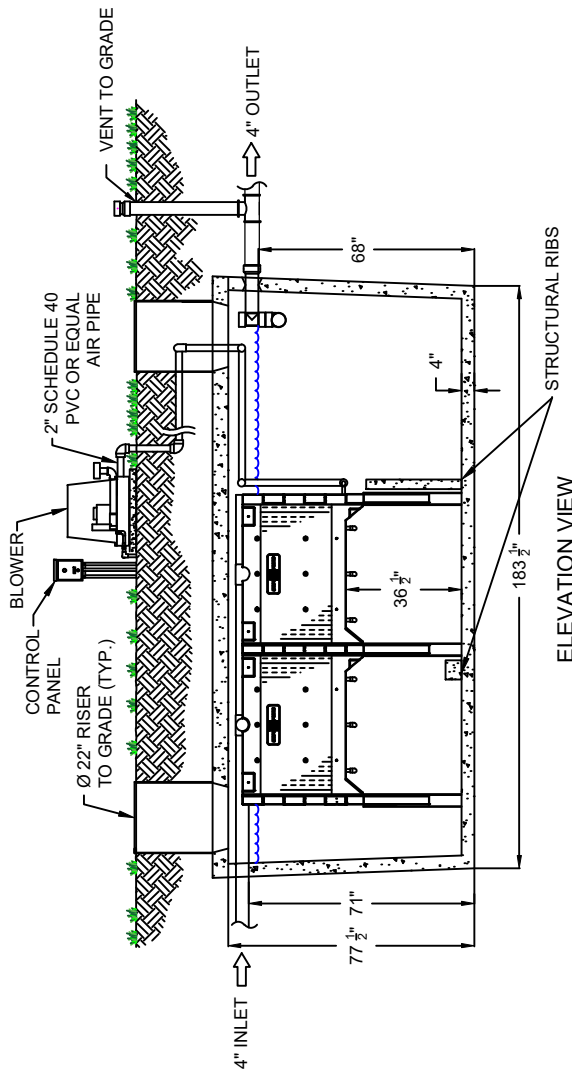 VENT TO GRADE
2" SCHEDULE 40
PVC OR EQUAL
AIR PIPE
BLOWER
CONTROL
PANEL
Ø 22" RISER
TO GRADE (TYP.)
4" INLET
4" OUTLET
77 1/2"
71"
68"
36 1/2"
4"
STRUCTURAL RIBS
183 1/2"
ELEVATION VIEW